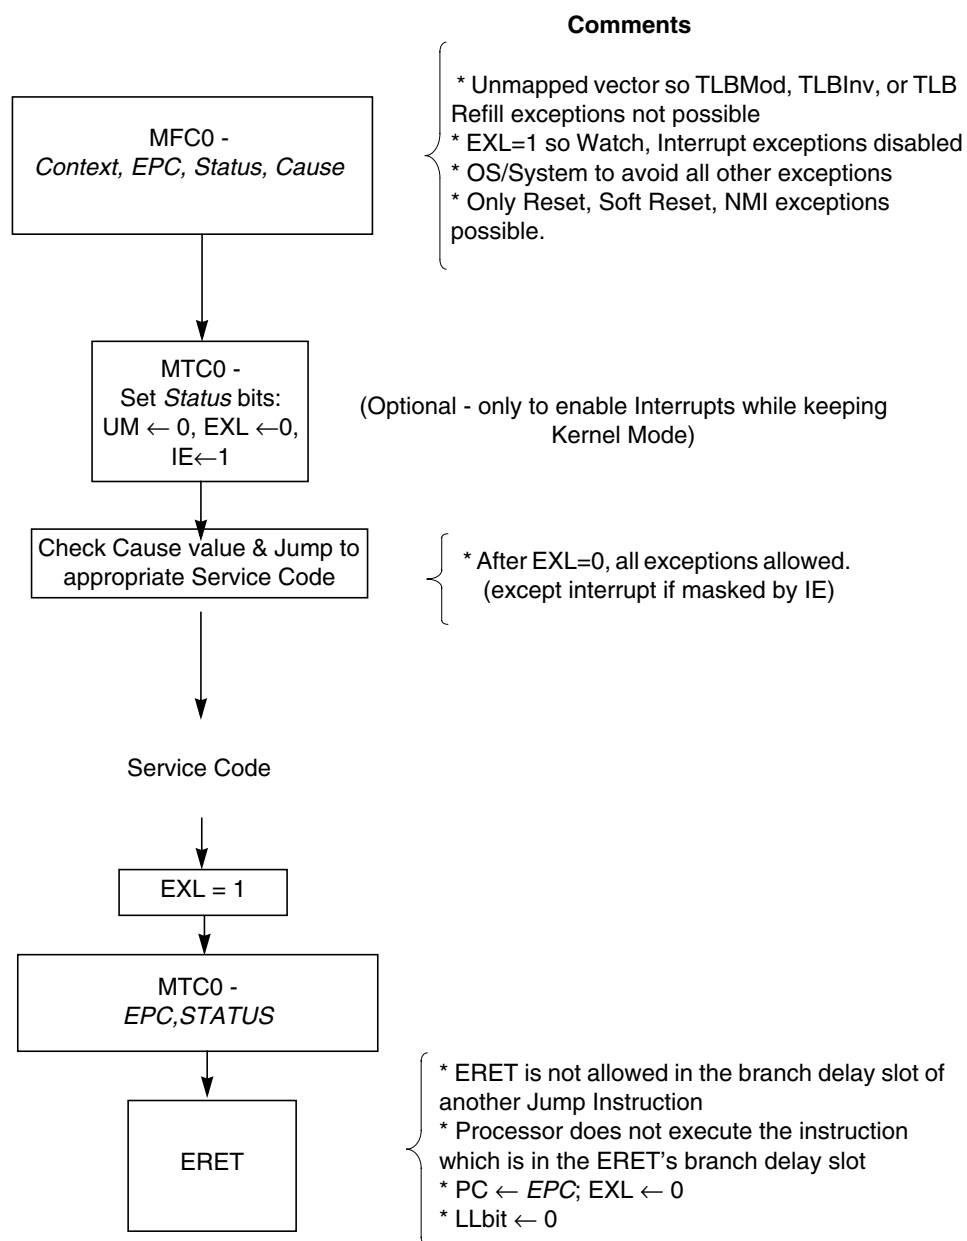 Comments
MFC0 -
Context, EPC, Status, Cause
* Unmapped vector so TLBMod, TLBInv, or TLB
Refill exceptions not possible
* EXL=1 so Watch, Interrupt exceptions disabled
* OS/System to avoid all other exceptions
* Only Reset, Soft Reset, NMI exceptions
possible.
MTC0 -
Set Status bits:
UM ← 0, EXL ←0,
IE←1
(Optional - only to enable Interrupts while keeping
Kernel Mode)
Check Cause value & Jump to
appropriate Service Code
* After EXL=0, all exceptions allowed.
(except interrupt if masked by IE)
Service Code
EXL = 1
MTC0 -
EPC,STATUS
ERET
* ERET is not allowed in the branch delay slot of
another Jump Instruction
* Processor does not execute the instruction
which is in the ERET's branch delay slot
* PC ← EPC; EXL ← 0
* LLbit ← 0